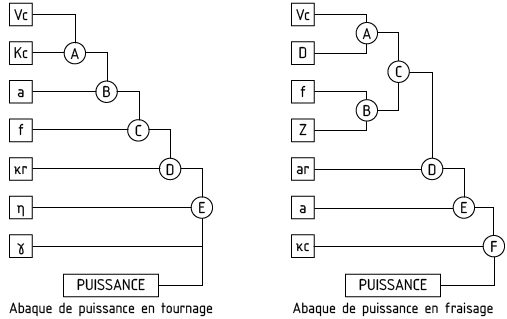 Vc
Kc
A
a
B
f
C
κr
D
η
E
γ
PUISSANCE
Abaque de puissance en tournage
Vc
A
D
C
f
B
Z
ar
D
a
E
κc
F
PUISSANCE
Abaque de puissance en fraisage